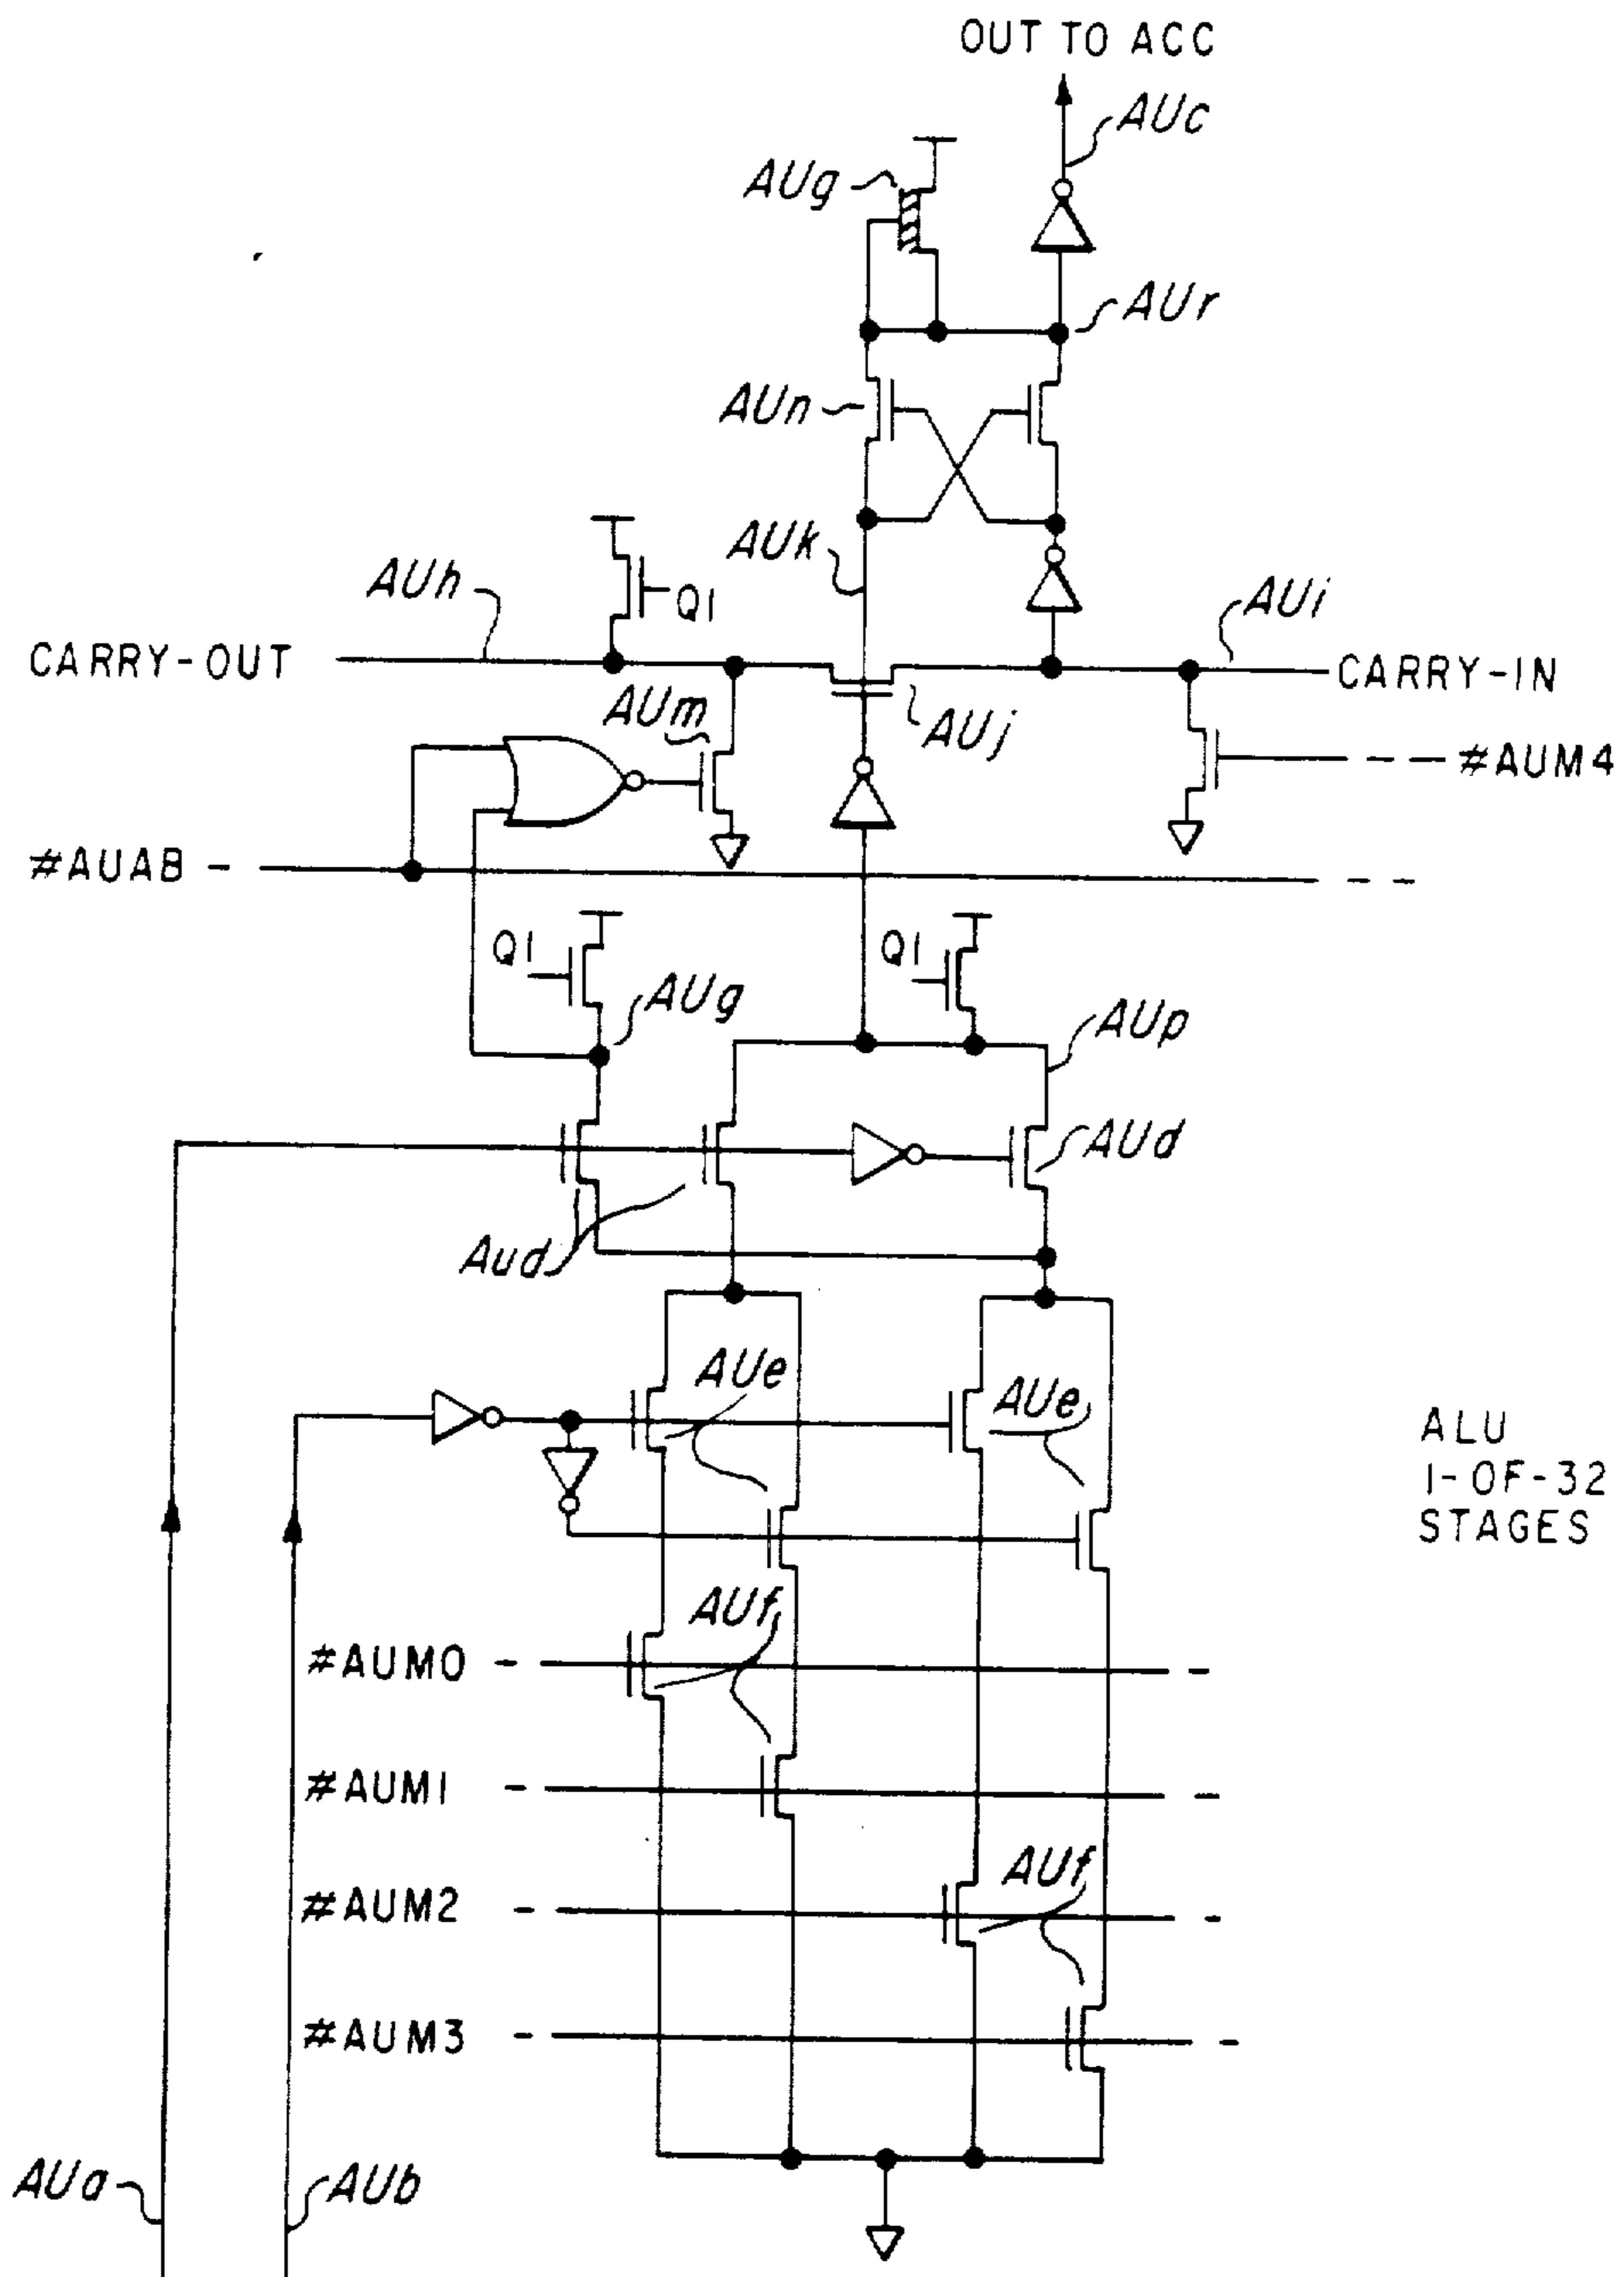 OUT TO ACC
AUc
AUg
AUr
AUn
AUk
AUh
Q1
AUi
CARRY-OUT
CARRY-IN
AUm
AUj
#AUM4
#AUAB
Q1
Q1
AUg
AUp
AUd
Aud
AUe
AUe
ALU
1-OF-32
STAGES
AUf
#AUM0
#AUM1
AUf
#AUM2
#AUM3
AUa
AUb